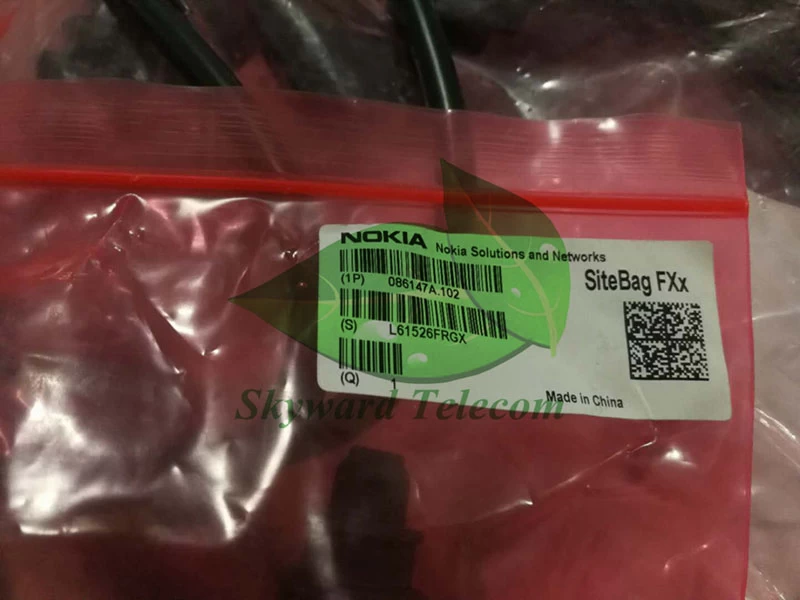 NOKIA Nokia Solutions and Networks
SiteBag FXx
(1P) 086147A.102
(S) L61526FRGX
(Q) 1
Made in China
Skyward Telecom